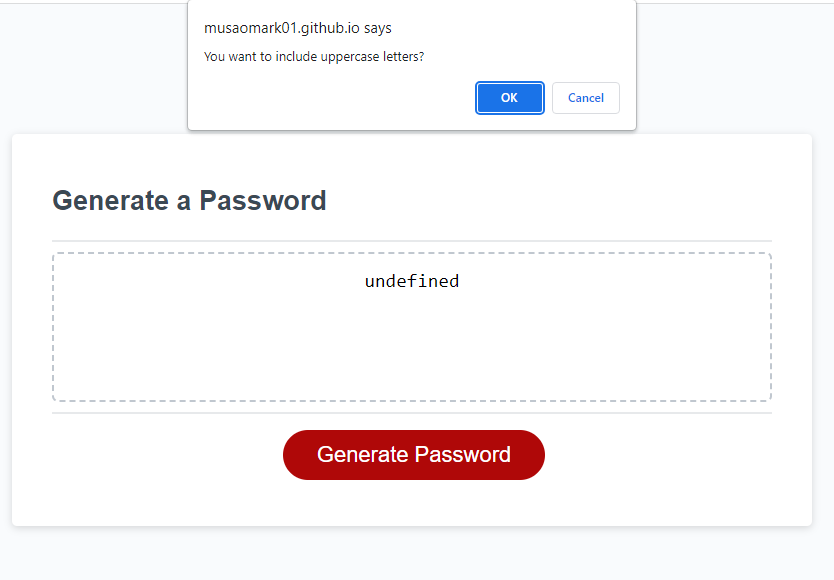 musaomark01.github.io says
You want to include uppercase letters?
OK
Cancel
Generate a Password
undefined
Generate Password